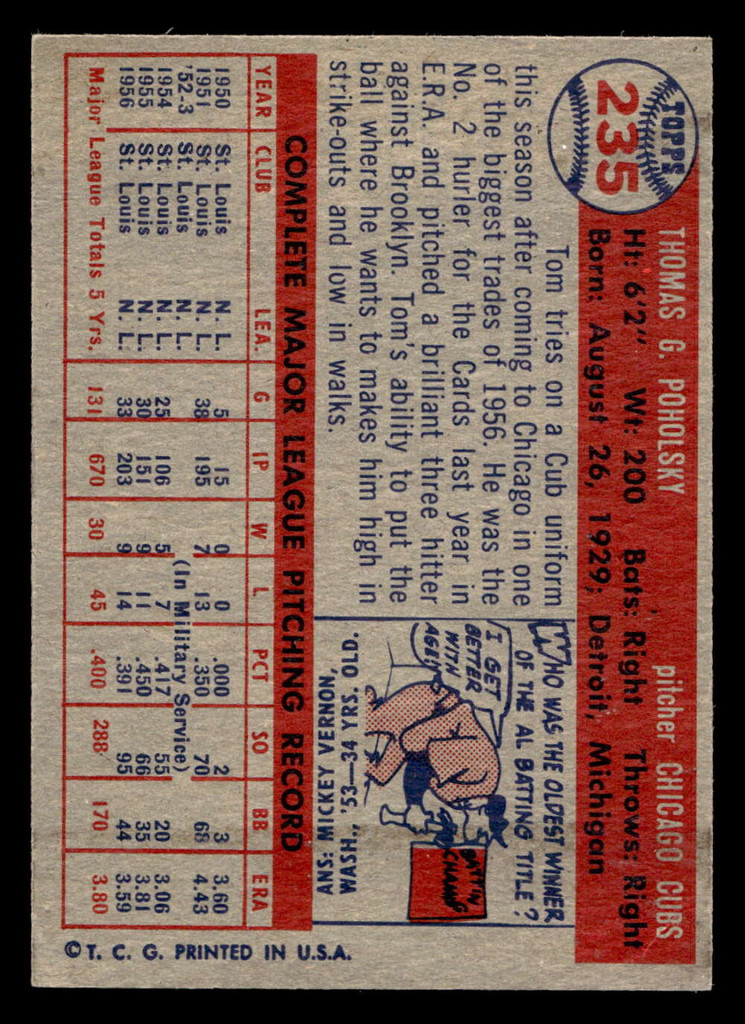 TOPPS
235
THOMAS G. POHOLSKY pitcher CHICAGO CUBS
Ht: 6'2" Wt: 200 Bats: Right Throws: Right
Born: August 26, 1929; Detroit, Michigan
Tom tries on a Cub uniform
this season after coming to Chicago in one
of the biggest trades of 1956. He was the
No. 2 hurler for the Cards last year in
E.R.A. and pitched a brilliant three hitter
against Brooklyn. Tom's ability to put the
ball where he wants to makes him high in
strike-outs and low in walks.
WHO WAS THE OLDEST WINNER
OF THE AL BATTING TITLE?
I GET
BETTER
WITH
AGE!!
BATTIN'
CHAMP
ANS: MICKEY VERNON,
WASH., '53—34 YRS. OLD.
COMPLETE MAJOR LEAGUE PITCHING RECORD
YEAR CLUB LEA. G IP W L PCT SO BB ERA
1950 St. Louis N. L. 5 15 0 0 .000 2 3 3.60
1951 St. Louis N. L. 38 195 7 13 .350 70 68 4.43
'52-3 St. Louis N. L. (In Military Service)
1954 St. Louis N. L. 25 106 5 7 .417 55 20 3.06
1955 St. Louis N. L. 30 151 9 11 .450 66 35 3.81
1956 St. Louis N. L. 33 203 9 14 .391 95 44 3.59
Major League Totals 5 Yrs. 131 670 30 45 .400 288 170 3.80
© T. C. G. PRINTED IN U.S.A.